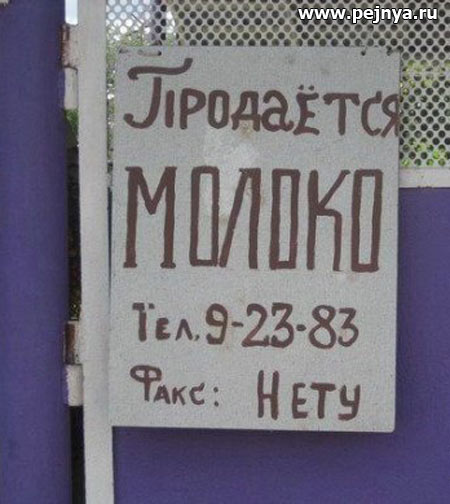 www.pejnya.ru
Продаётся
МОЛОКО
Тел. 9-23-83
Факс: НЕТУ